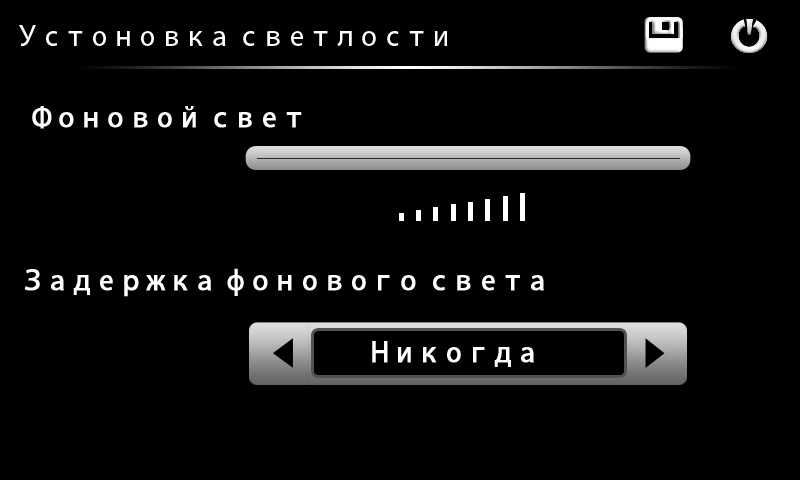 Устоновка светлости
Фоновой свет
Задержка фонового света
Никогда